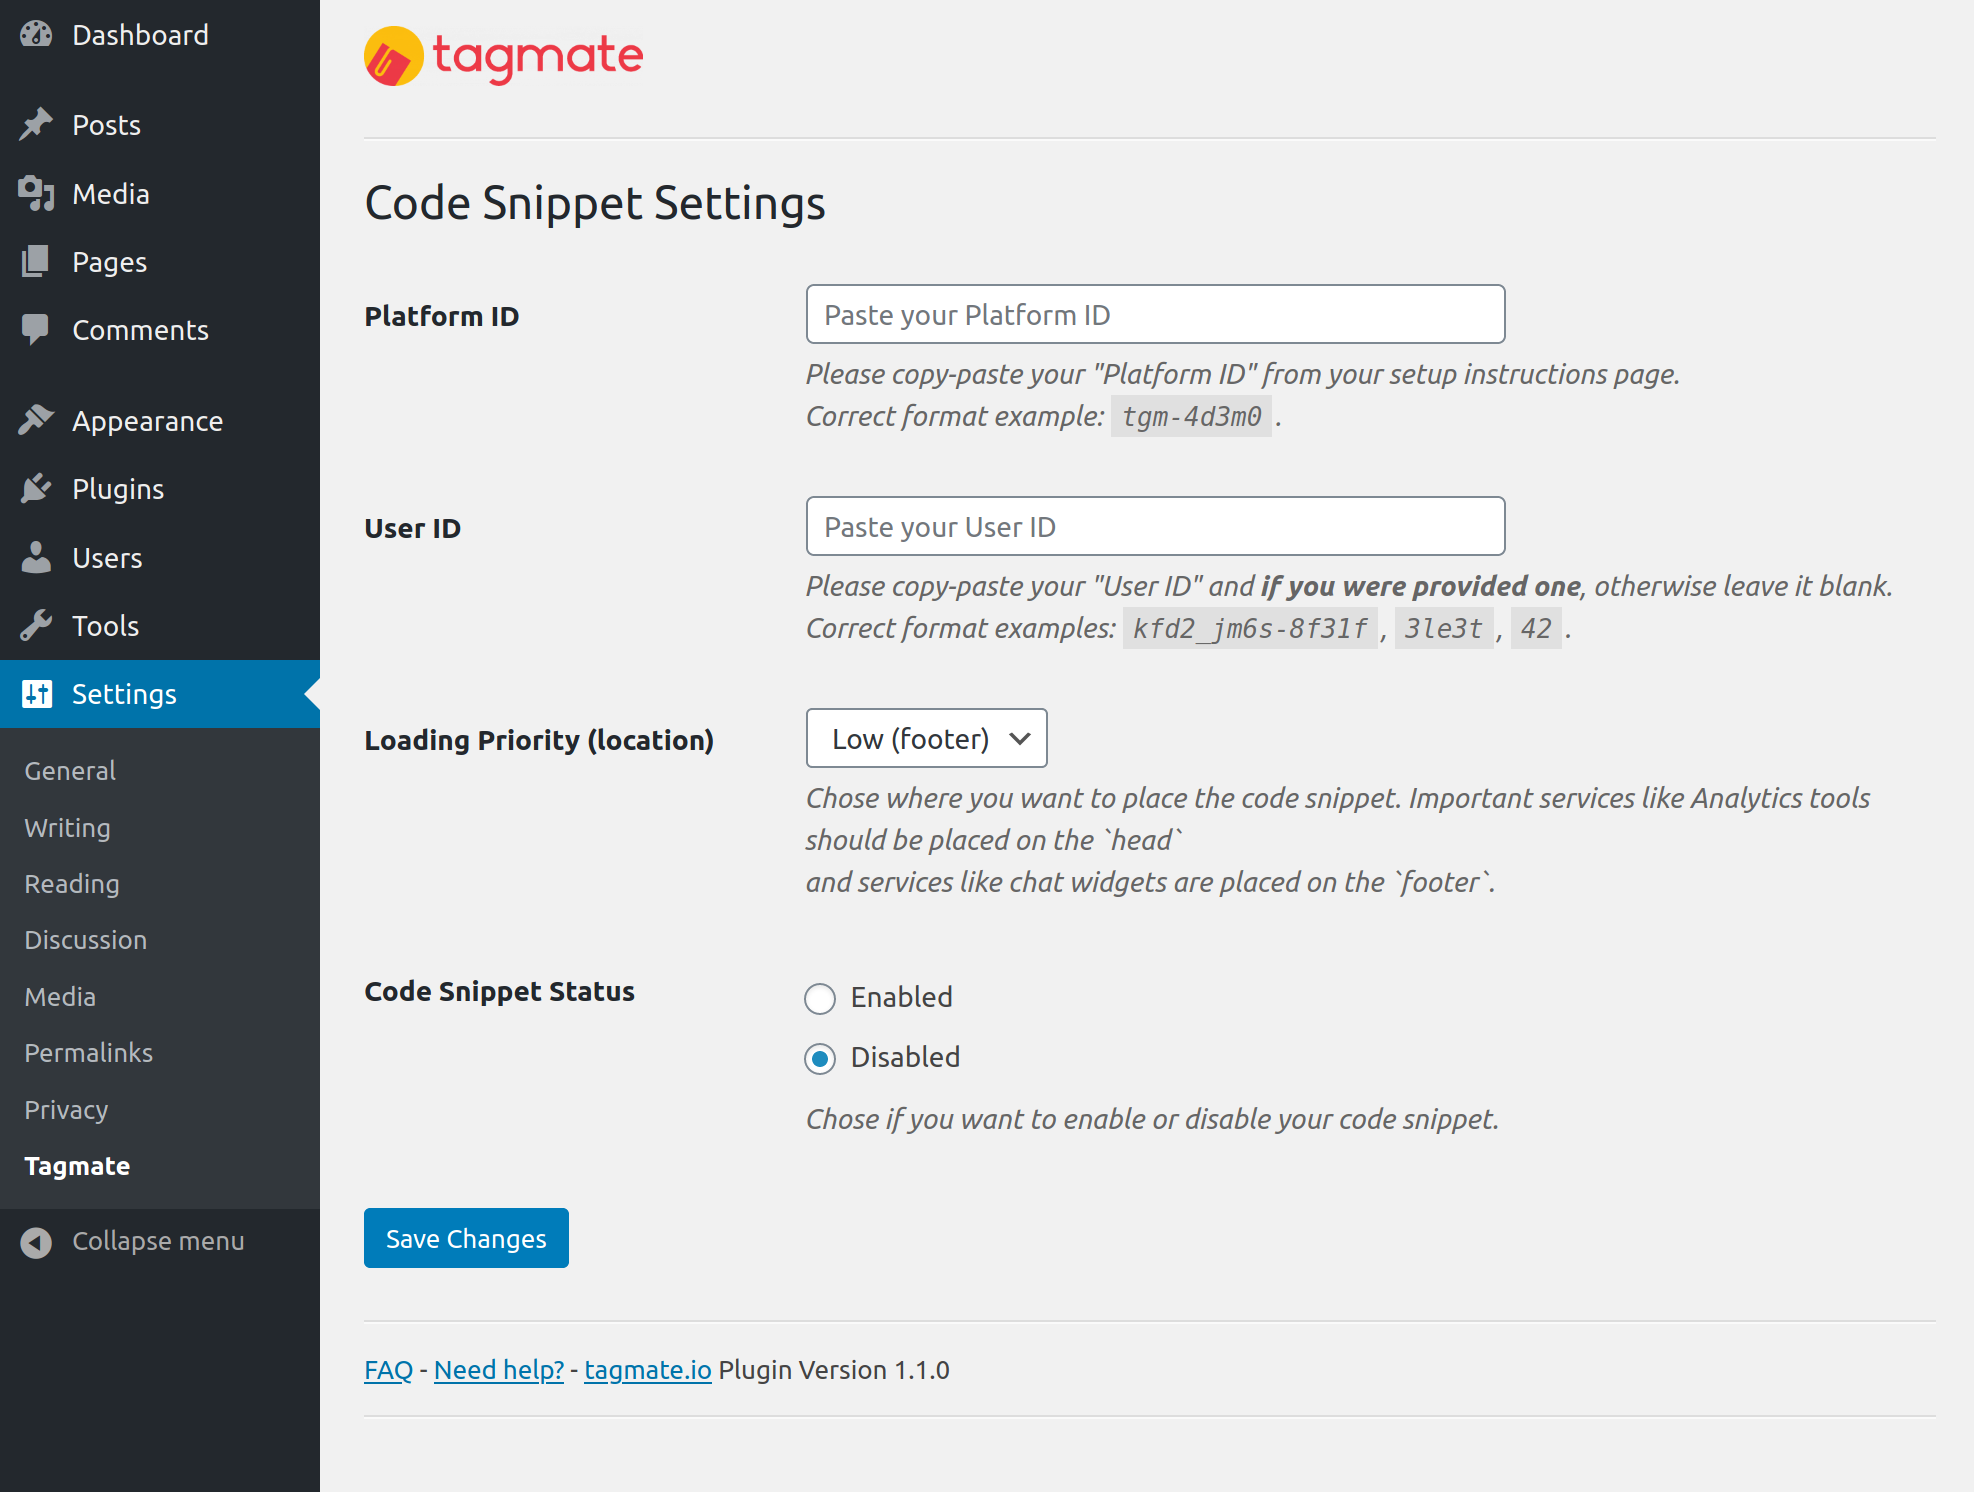 Dashboard
Posts
Media
Pages
Comments
Appearance
Plugins
Users
Tools
Settings
General
Writing
Reading
Discussion
Media
Permalinks
Privacy
Tagmate
Collapse menu
tagmate
Code Snippet Settings
Platform ID
Paste your Platform ID
Please copy-paste your "Platform ID" from your setup instructions page.
Correct format example: tgm-4d3m0 .
User ID
Paste your User ID
Please copy-paste your "User ID" and if you were provided one, otherwise leave it blank.
Correct format examples: kfd2_jm6s-8f31f , 3le3t , 42 .
Loading Priority (location)
Low (footer)
Chose where you want to place the code snippet. Important services like Analytics tools
should be placed on the `head`
and services like chat widgets are placed on the `footer`.
Code Snippet Status
Enabled
Disabled
Chose if you want to enable or disable your code snippet.
Save Changes
FAQ - Need help? - tagmate.io Plugin Version 1.1.0